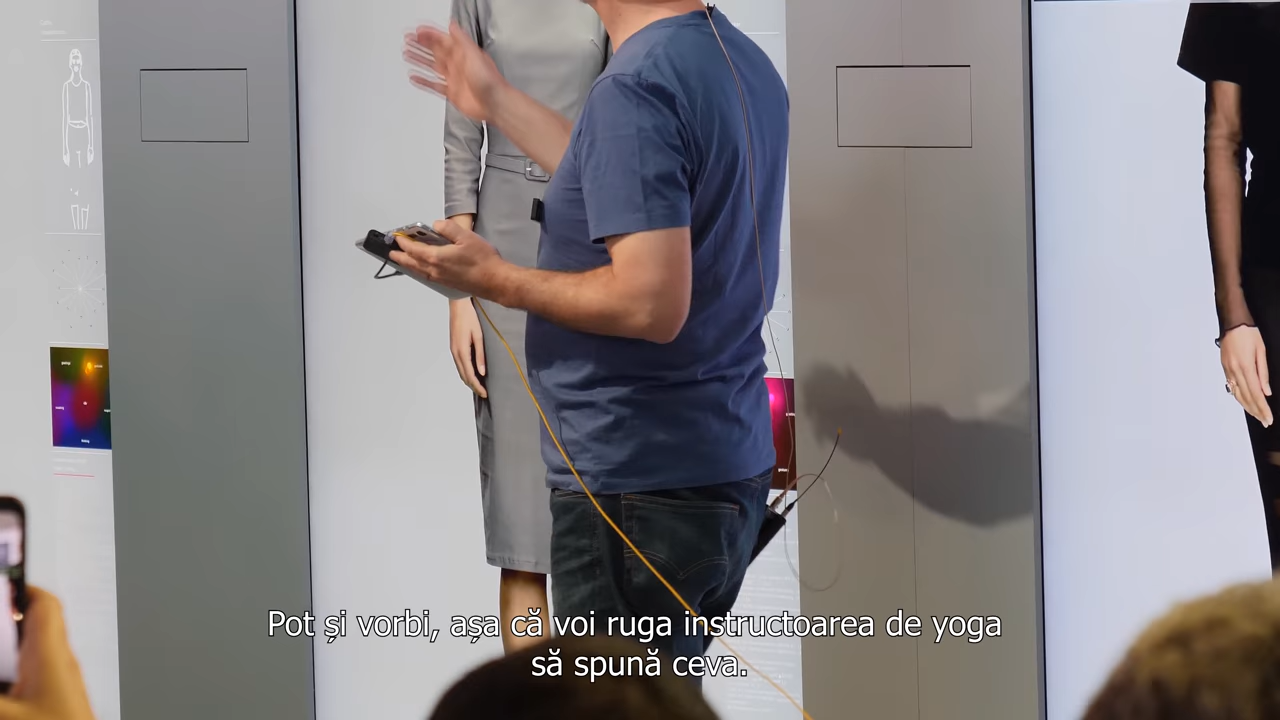 Pot și vorbi, așa că voi ruga instructoarea de yoga
să spună ceva.